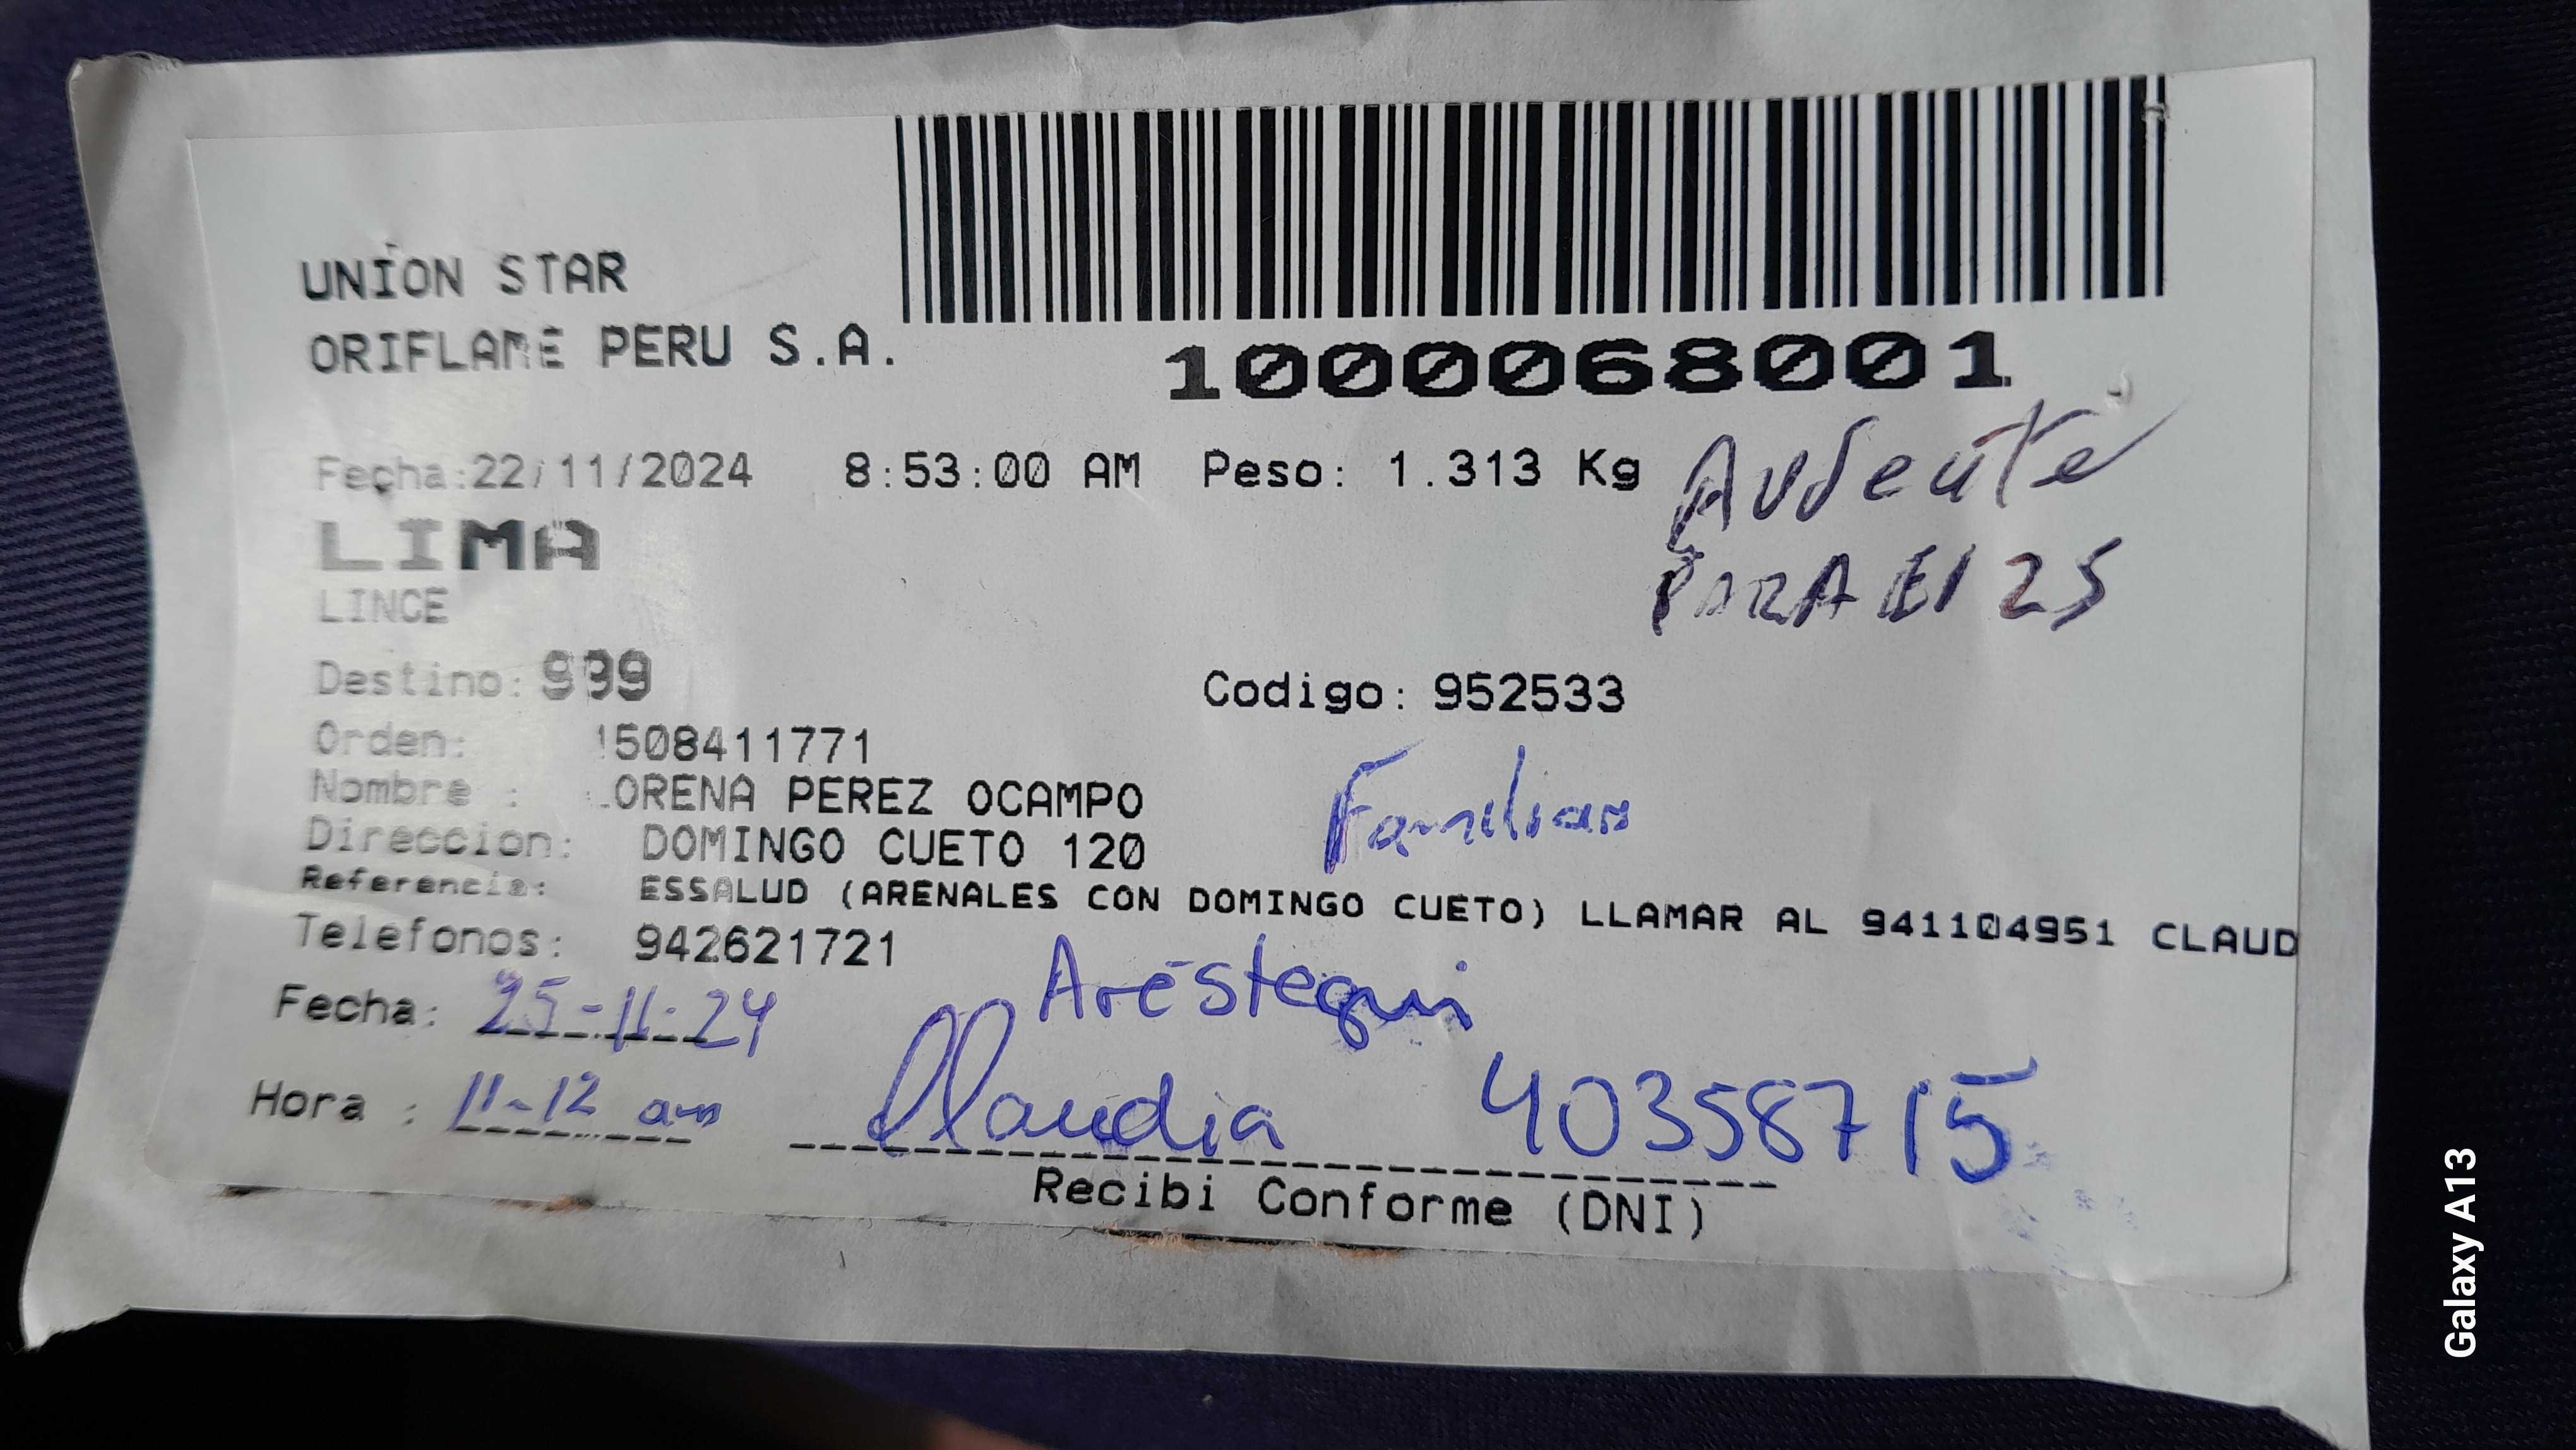 UNION STAR
ORIFLAME PERU S.A.
1000068001
Fecha:22/11/2024 8:53:00 AM Peso: 1.313 Kg
Ausente
PARA El 25
LIMA
LINCE
Destino: 999
Codigo: 952533
Orden: 1508411771
Nombre : LORENA PEREZ OCAMPO
Familiar
Direccion: DOMINGO CUETO 120
Referencia: ESSALUD (ARENALES CON DOMINGO CUETO) LLAMAR AL 941104951 CLAUD
Telefonos: 942621721
Arestegui
Fecha: 25-11-24
Hora : 11-12 am
Claudia 40358715
Recibi Conforme (DNI)
Galaxy A13